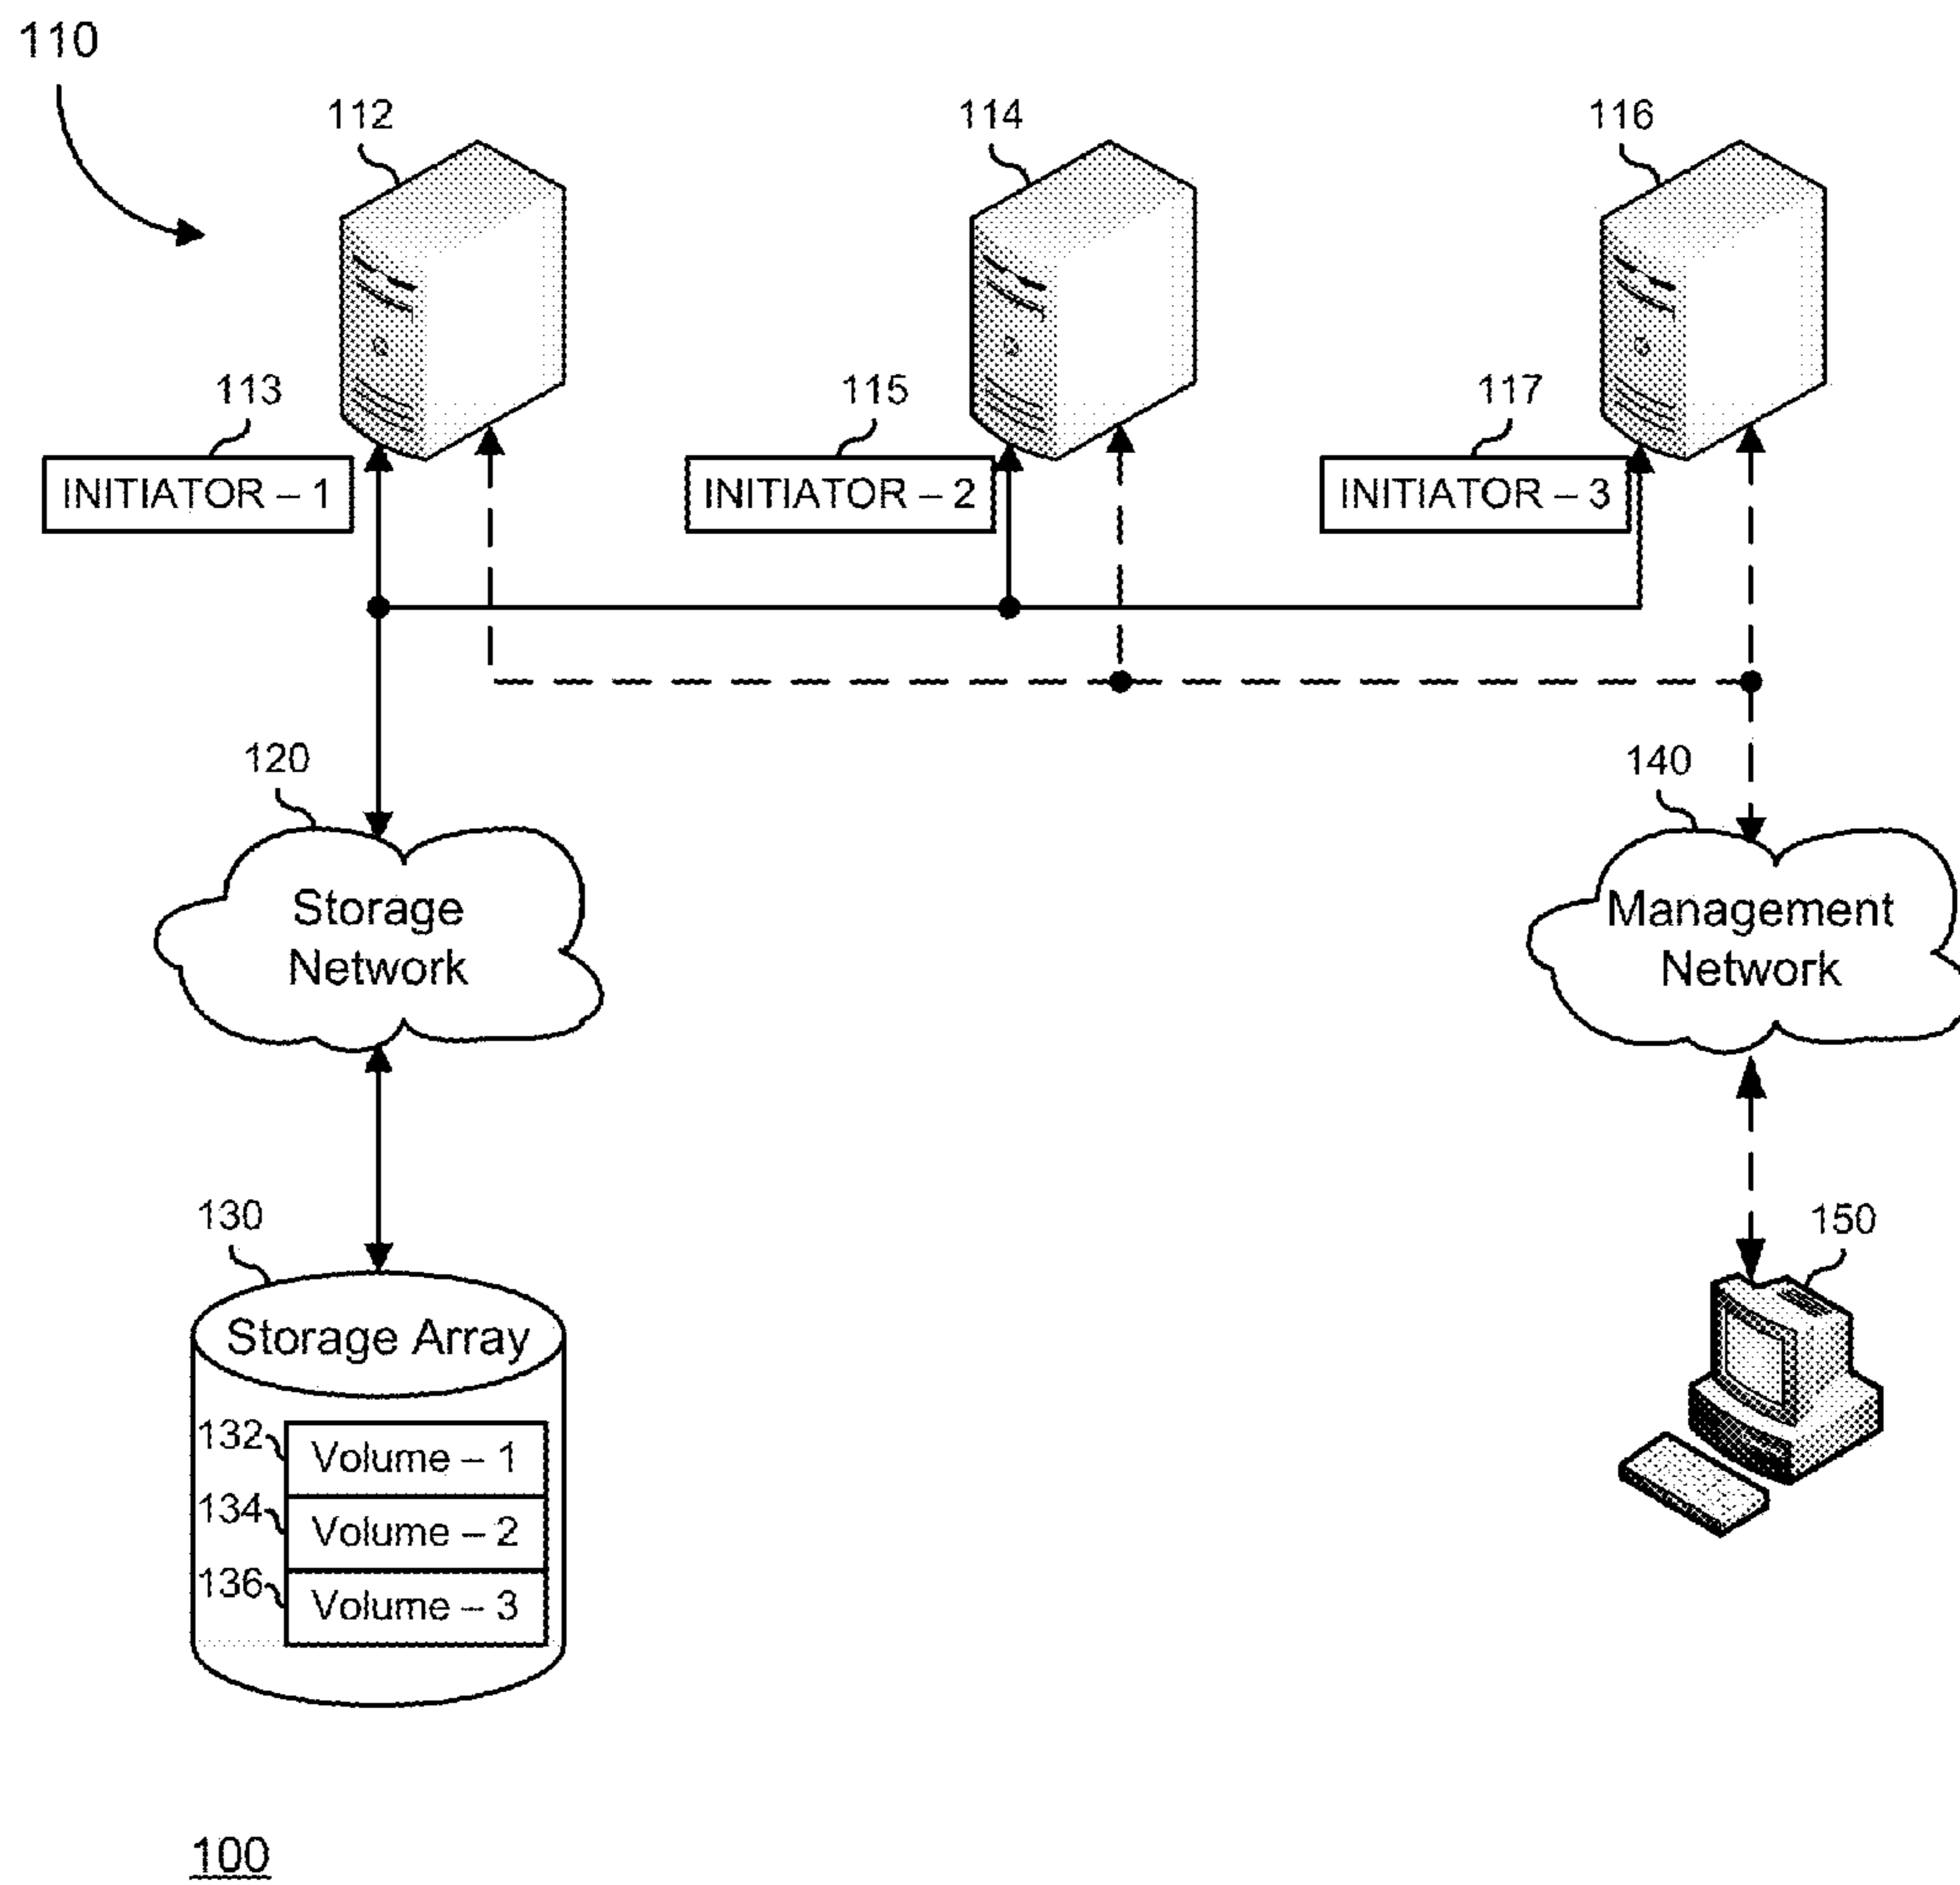 110
112
114
116
113
115
117
INITIATOR – 1
INITIATOR – 2
INITIATOR – 3
120
140
Storage
Network
Management
Network
130
150
Storage Array
132
Volume – 1
134
Volume – 2
136
Volume – 3
100